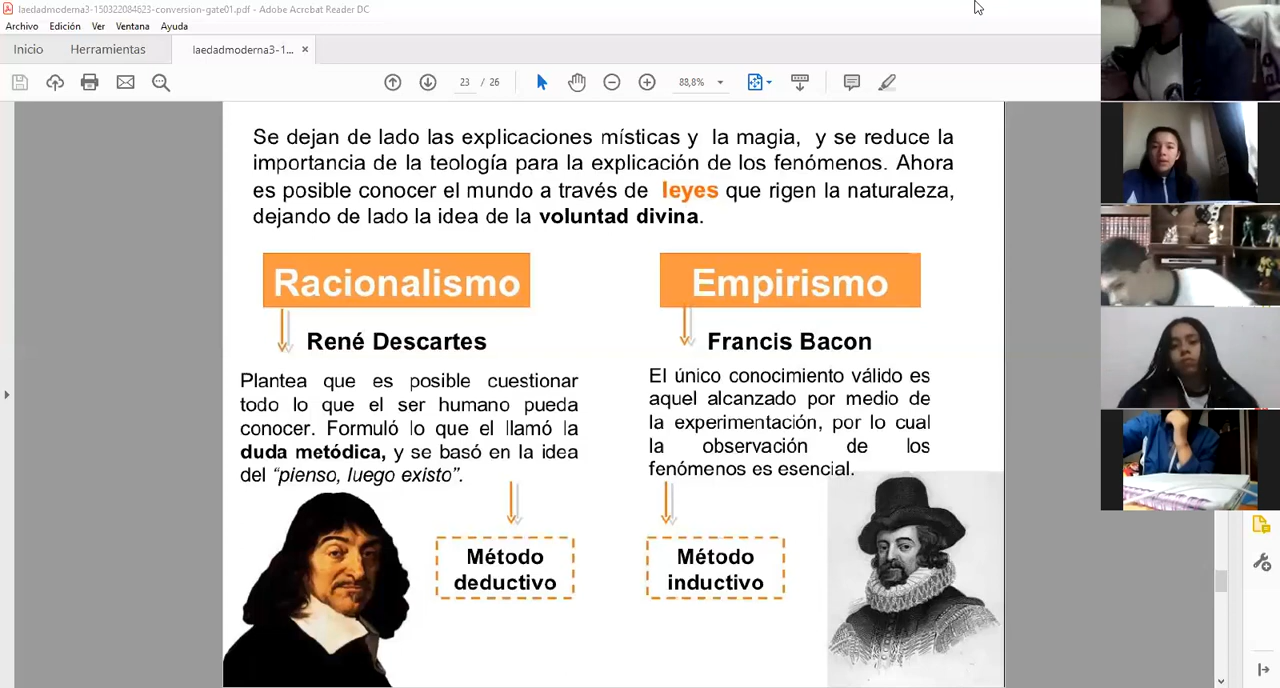 laedadmoderna3-150322084623-conversion-gate01.pdf - Adobe Acrobat Reader DC
Archivo Edición Ver Ventana Ayuda
Inicio Herramientas laedadmoderna3-1... ×
23 / 26 88,8%
Se dejan de lado las explicaciones místicas y la magia, y se reduce la
importancia de la teología para la explicación de los fenómenos. Ahora
es posible conocer el mundo a través de leyes que rigen la naturaleza,
dejando de lado la idea de la voluntad divina.
Racionalismo
René Descartes
Plantea que es posible cuestionar
todo lo que el ser humano pueda
conocer. Formuló lo que el llamó la
duda metódica, y se basó en la idea
del “pienso, luego existo”.
Método
deductivo
Empirismo
Francis Bacon
El único conocimiento válido es
aquel alcanzado por medio de
la experimentación, por lo cual
la observación de los
fenómenos es esencial.
Método
inductivo